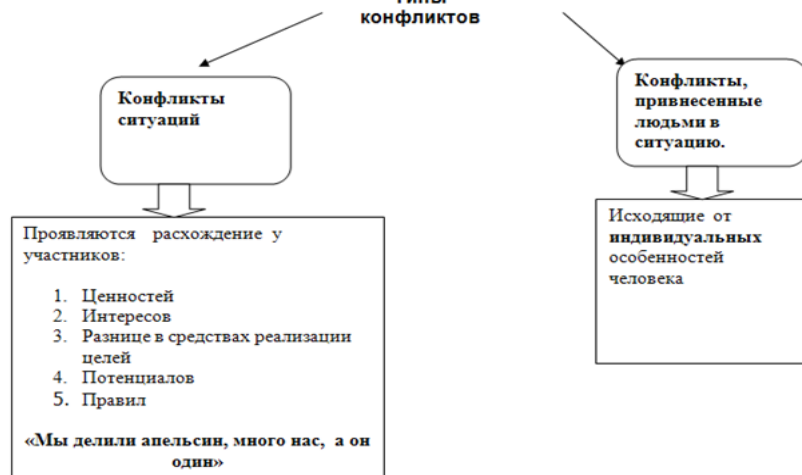 Типы
конфликтов
Конфликты
ситуаций
Конфликты,
привнесенные
людьми в
ситуацию.
Проявляются расхождение у
участников:
1. Ценностей
2. Интересов
3. Разнице в средствах реализации
целей
4. Потенциалов
5. Правил
«Мы делили апельсин, много нас, а он
один»
Исходящие от
индивидуальных
особенностей
человека